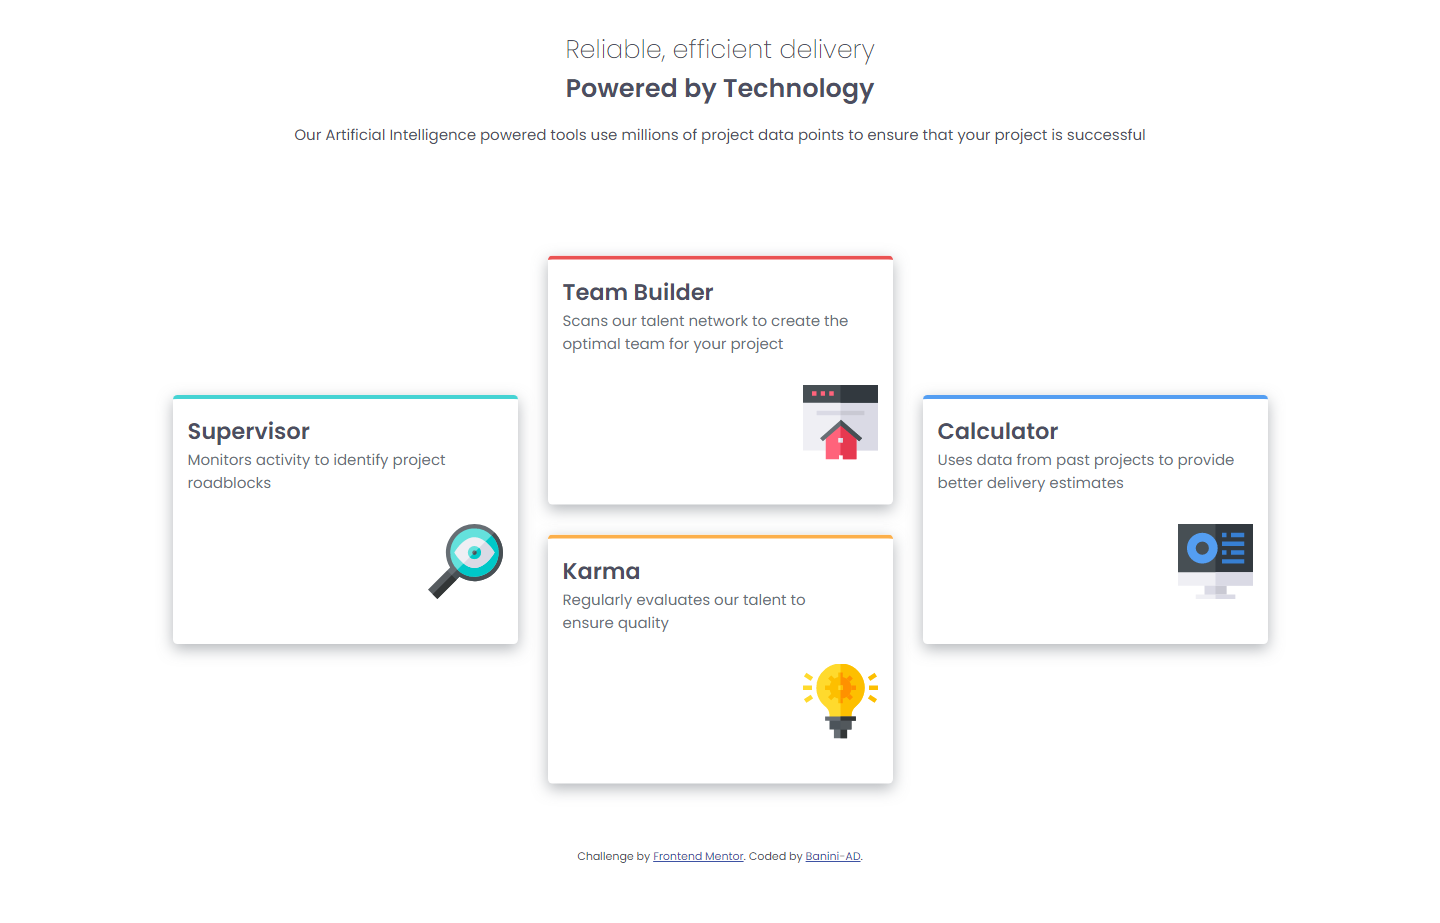 Reliable, efficient delivery
Powered by Technology
Our Artificial Intelligence powered tools use millions of project data points to ensure that your project is successful
Supervisor
Monitors activity to identify project
roadblocks
Team Builder
Scans our talent network to create the
optimal team for your project
Karma
Regularly evaluates our talent to
ensure quality
Calculator
Uses data from past projects to provide
better delivery estimates
Challenge by Frontend Mentor. Coded by Banini-AD.